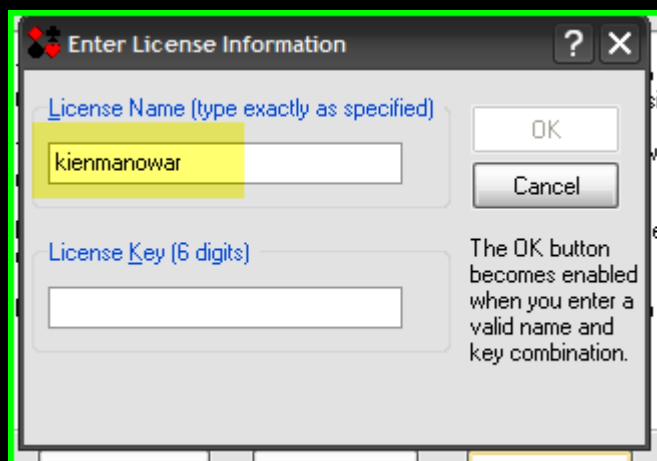 Enter License Information
License Name (type exactly as specified)
kienmanowar
OK
Cancel
License Key (6 digits)
The OK button
becomes enabled
when you enter a
valid name and
key combination.